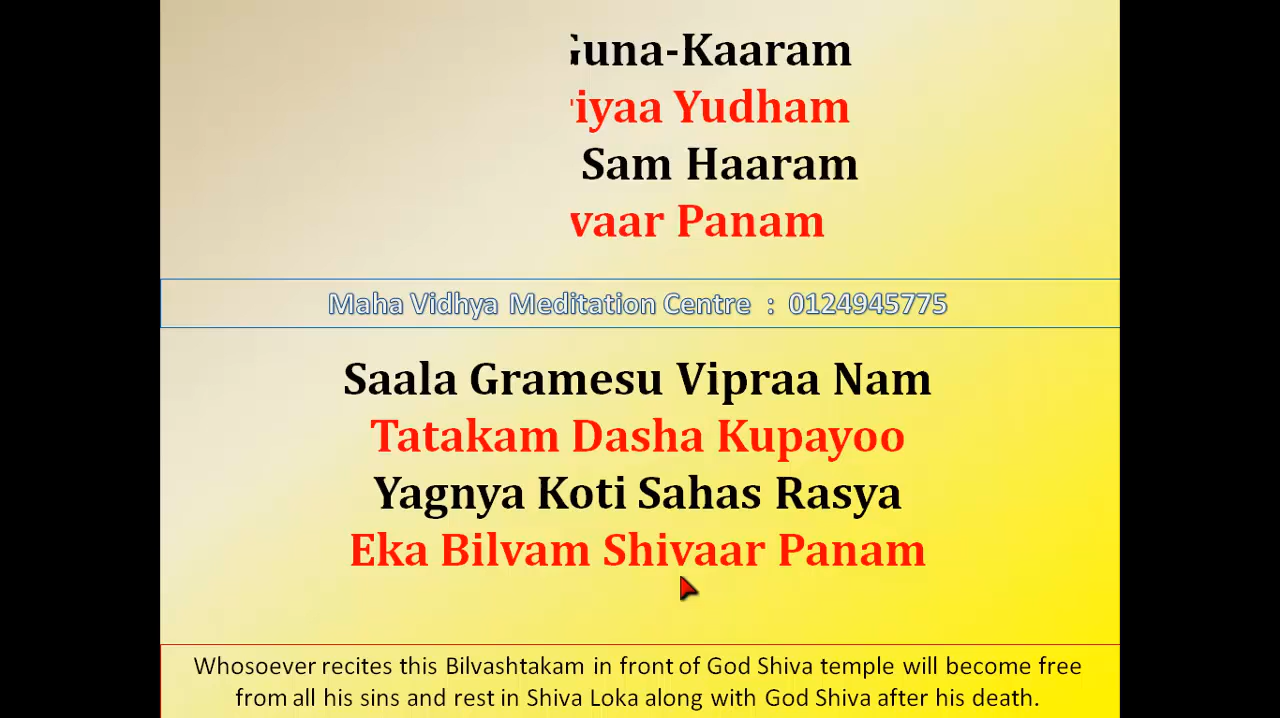 Guna-Kaaram
Yudham
Sam Haaram
Panam
Maha Vidhya Meditation Centre : 0124945775
Saala Gramesu Vipraa Nam
Tatakam Dasha Kupayoo
Yagnya Koti Sahas Rasya
Eka Bilvam Shivaar Panam
Whosoever recites this Bilvashtakam in front of God Shiva temple will become free
from all his sins and rest in Shiva Loka along with God Shiva after his death.